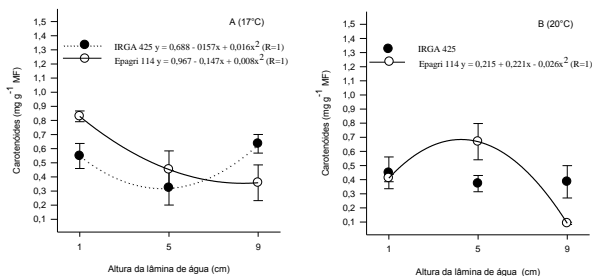 A (17°C)
1,5
1,4
1,3
1,2
1,1
1,0
0,9
0,8
0,7
0,6
0,5
0,4
0,3
0,2
0,1
IRGA 425 y = 0,688 - 0157x + 0,016x² (R=1)
Epagri 114 y = 0,967 - 0,147x + 0,008x² (R=1)
Carotenóides (mg g⁻¹ MF)
1 5 9
Altura da lâmina de água (cm)
B (20°C)
1,5
1,4
1,3
1,2
1,1
1,0
0,9
0,8
0,7
0,6
0,5
0,4
0,3
0,2
0,1
IRGA 425
Epagri 114 y = 0,215 + 0,221x - 0,026x² (R=1)
Carotenóides (mg g⁻¹ MF)
1 5 9
Altura da lâmina de água (cm)